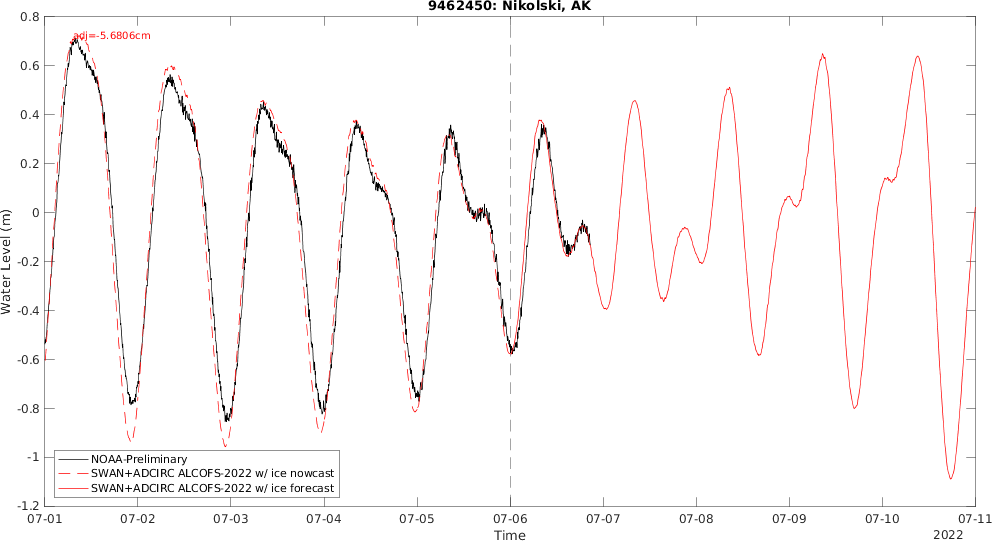 9462450: Nikolski, AK
adj=-5.6806cm
0.8
0.6
0.4
0.2
0
-0.2
-0.4
-0.6
-0.8
-1
-1.2
Water Level (m)
NOAA-Preliminary
SWAN+ADCIRC ALCOFS-2022 w/ ice nowcast
SWAN+ADCIRC ALCOFS-2022 w/ ice forecast
07-01 07-02 07-03 07-04 07-05 07-06 07-07 07-08 07-09 07-10 07-11
Time
2022